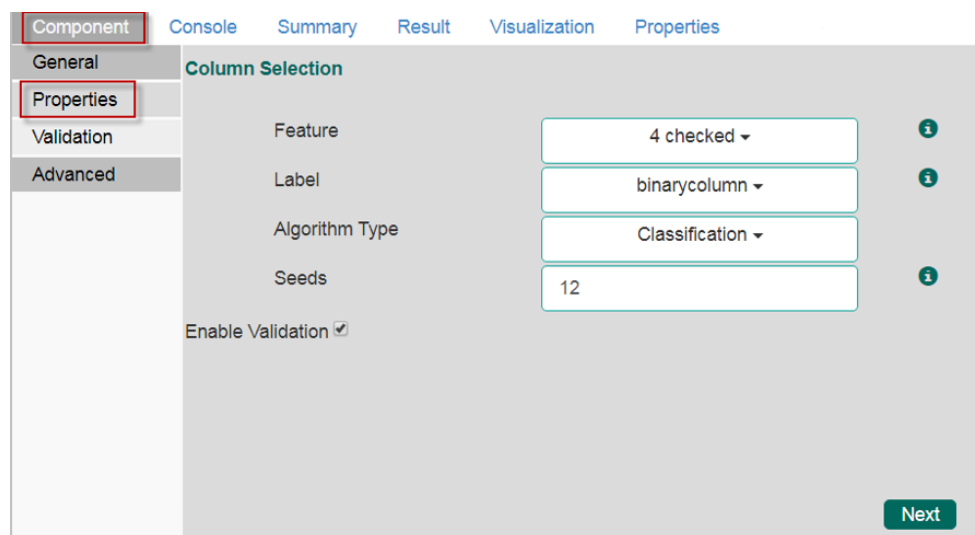 Component Console Summary Result Visualization Properties
General
Properties
Validation
Advanced
Column Selection
Feature 4 checked
Label binarycolumn
Algorithm Type Classification
Seeds 12
Enable Validation
Next